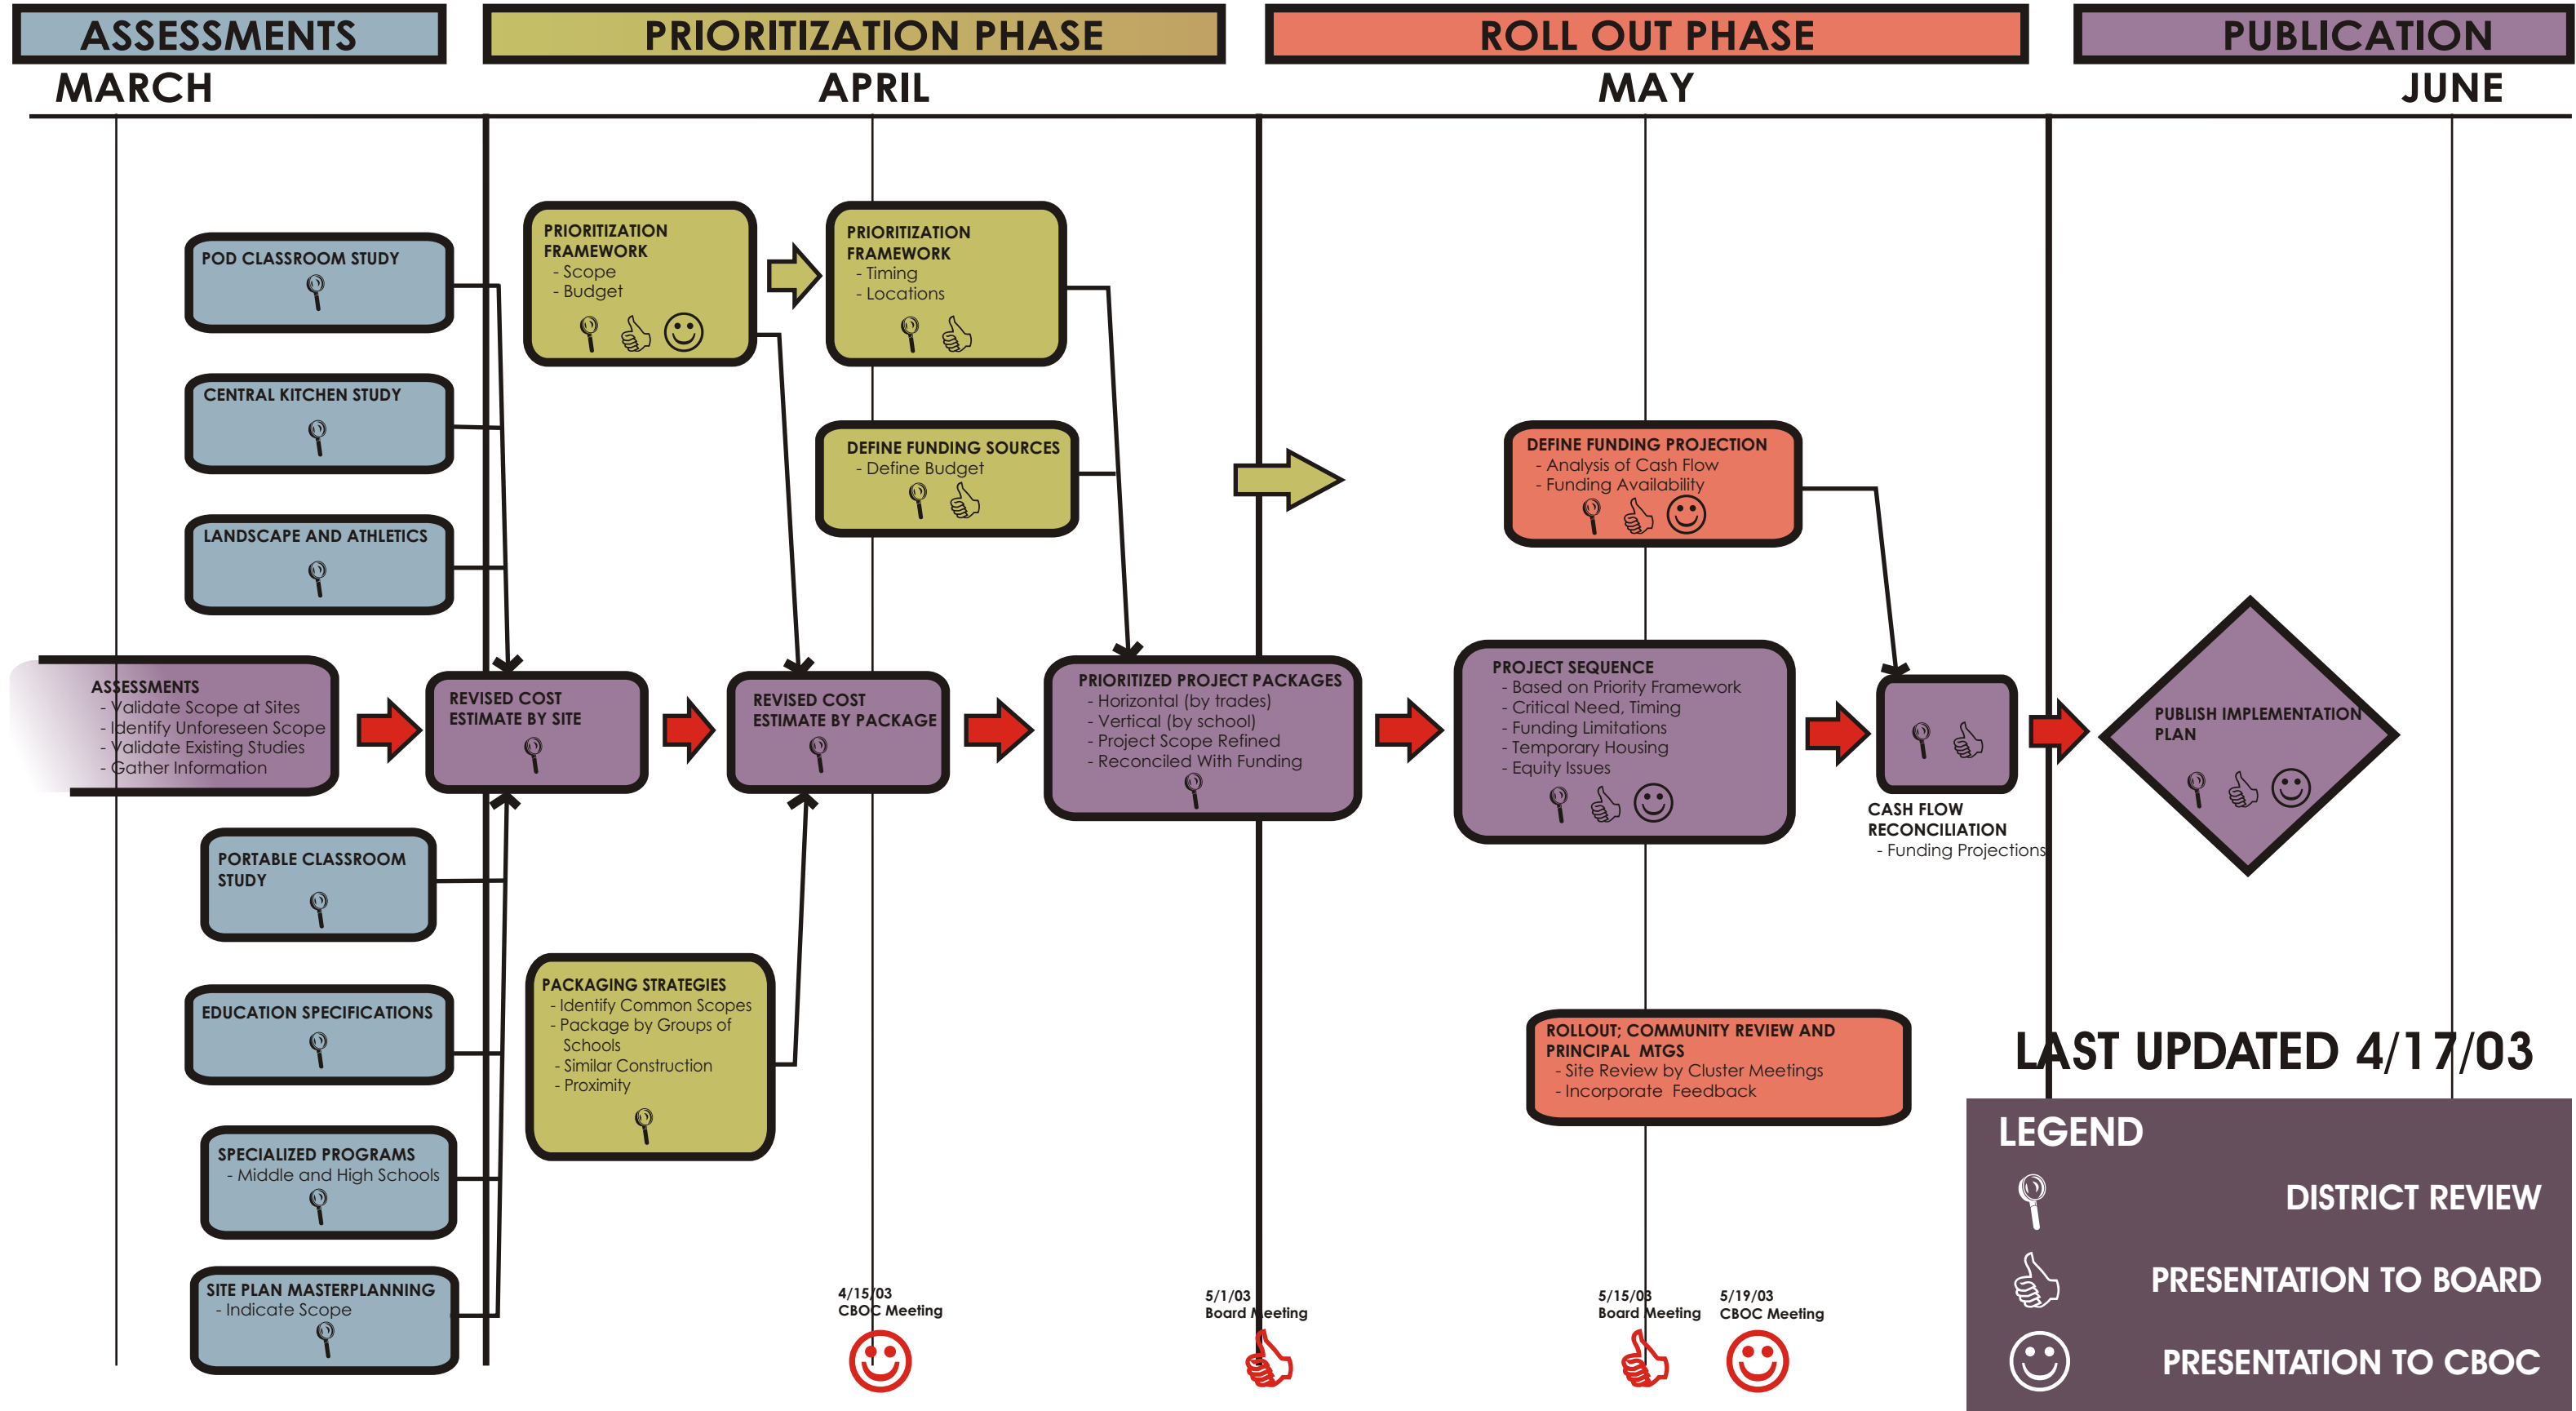 ASSESSMENTS
PRIORITIZATION PHASE
ROLL OUT PHASE
PUBLICATION
MARCH
APRIL
MAY
JUNE
POD CLASSROOM STUDY
CENTRAL KITCHEN STUDY
LANDSCAPE AND ATHLETICS
ASSESSMENTS
- Validate Scope at Sites
- Identify Unforeseen Scope
- Validate Existing Studies
- Gather Information
PORTABLE CLASSROOM
STUDY
EDUCATION SPECIFICATIONS
SPECIALIZED PROGRAMS
- Middle and High Schools
SITE PLAN MASTERPLANNING
- Indicate Scope
PRIORITIZATION
FRAMEWORK
- Scope
- Budget
PRIORITIZATION
FRAMEWORK
- Timing
- Locations
DEFINE FUNDING SOURCES
- Define Budget
REVISED COST
ESTIMATE BY SITE
REVISED COST
ESTIMATE BY PACKAGE
PRIORITIZED PROJECT PACKAGES
- Horizontal (by trades)
- Vertical (by school)
- Project Scope Refined
- Reconciled With Funding
PACKAGING STRATEGIES
- Identify Common Scopes
- Package by Groups of
Schools
- Similar Construction
- Proximity
DEFINE FUNDING PROJECTION
- Analysis of Cash Flow
- Funding Availability
PROJECT SEQUENCE
- Based on Priority Framework
- Critical Need, Timing
- Funding Limitations
- Temporary Housing
- Equity Issues
CASH FLOW
RECONCILIATION
- Funding Projections
PUBLISH IMPLEMENTATION
PLAN
ROLLOUT; COMMUNITY REVIEW AND
PRINCIPAL MTGS
- Site Review by Cluster Meetings
- Incorporate Feedback
4/15/03
CBOC Meeting
5/1/03
Board Meeting
5/15/03
Board Meeting
5/19/03
CBOC Meeting
LAST UPDATED 4/17/03
LEGEND
DISTRICT REVIEW
PRESENTATION TO BOARD
PRESENTATION TO CBOC